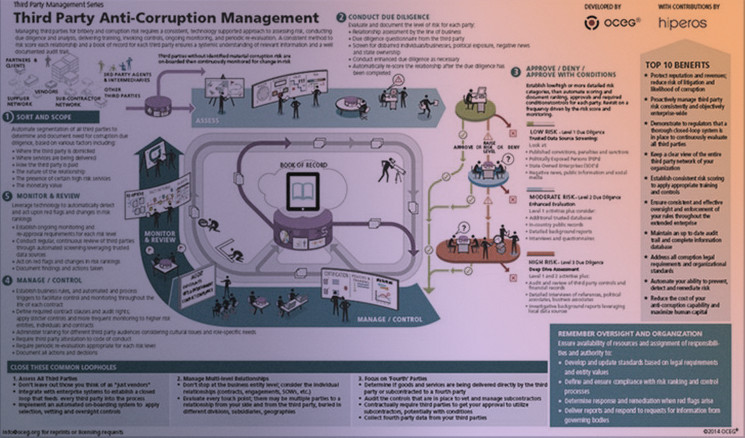 Third Party Management Series
Third Party Anti-Corruption Management
Managing third parties for bribery and corruption risk requires a consistent, technology supported approach to assessing risk, conducting
due diligence and analysis, delivering training, invoking controls, ongoing monitoring, and periodic re-assessment. A consistent method to
risk score each relationship and a book of record for each third party ensures a systemic understanding of relevant information and a well
documented audit trail.
Third parties without identified material corruption risk are
on-boarded then continually monitored for change in risk
PARTNERS &
CLIENTS
VENDORS
3RD PARTY AGENTS
& INTERMEDIARIES
OTHER
THIRD PARTIES
SUPPLIER
NETWORK
SUB-CONTRACTOR
NETWORK
2 CONDUCT DUE DILIGENCE
Evaluate and document the level of risk for each party:
• Relationship assessment by the line of business
• Due diligence questionnaire from the third party
• Screen for distrusted individuals/businesses, political exposure, negative news
and state ownership
• Conduct enhanced due diligence as necessary
• Automatically re-score the relationship after the due diligence has
been completed
DEVELOPED BY
OCEG®
WITH CONTRIBUTIONS BY
hiperos
ASSESS
3 APPROVE / DENY /
APPROVE WITH CONDITIONS
Establish low/high or more detailed risk
categories, then automate scoring and
document ranking, approvals and required
conditions/controls for each party. Revisit on a
frequency driven by the risk score and
monitoring.
APPROVE
RAISE
RISK
LEVEL
OR
DENY
LOW RISK - Level 1 Due Diligence
Trusted Data Source Screening:
Look at:
• Published convictions, penalties and sanctions
• Politically Exposed Persons (PEPs)
• State Owned Enterprises (SOE's)
• Negative news, public information and social
media
MODERATE RISK- Level 2 Due Diligence
Enhanced Evaluation
Level 1 activities plus consider:
• Additional trusted database
• In-country public records
• Detailed background reports
• Interviews and questionnaires
HIGH RISK- Level 3 Due Diligence
Deep Dive Assessment
Level 1 and 2 activities plus:
• Audit and review of third party controls and
financial records
• Detailed interviews of references, political
associates, business associates
• Investigative background reports leveraging
local data sources
TOP 10 BENEFITS
• Protect reputation and revenue;
reduce risk of litigation and
likelihood of corruption
• Proactively manage third party
risk consistently and objectively
enterprise-wide
• Demonstrate to regulators that a
thorough closed-loop system is
in place to continuously evaluate
all third parties
• Keep a clear view of the entire
third party network of your
organization
• Establish consistent risk scoring
to apply appropriate training
and controls
• Ensure consistent and effective
oversight and enforcement of
your rules throughout the
extended enterprise
• Maintain an up to date audit
trail and complete information
database
• Address all corruption legal
requirements and organizational
standards
• Automate your ability to prevent,
detect and remediate risk
• Reduce the cost of your
anti-corruption capability and
maximize human capital
1 SORT AND SCOPE
Automate segmentation of all third parties to
determine and document need for corruption due
diligence, based on various factors including:
• Where the third party is domiciled
• Where services are being delivered
• How the third party is paid
• The nature of the relationship
• The presence of certain high risk services
• The monetary value
5 MONITOR & REVIEW
Leverage technology to automatically detect
and act upon red flags and changes in risk
rankings
• Establish ongoing monitoring and
re-approval requirements for each risk level
• Conduct regular, continuous review of third parties
through automated screening leveraging trusted
data sources
• Act on red flags and changes in risk rankings
• Document findings and actions taken
BOOK OF RECORD
MONITOR
& REVIEW
AUDIT
MANAGE / CONTROL
4 MANAGE / CONTROL
• Establish business rules, and automated and process
triggers to facilitate control and monitoring throughout the
life of each contract
• Define required contract clauses and audit rights,
apply stricter controls and more frequent monitoring to higher risk
entities, individuals and contracts
• Administer training for different third party audiences considering cultural issues and role-specific needs
• Require third party attestation to code of conduct
• Require periodic re-evaluation appropriate for each risk level
• Document all actions and decisions
CLOSE THESE COMMON LOOPHOLES
1. Access All Third Parties
• Don't leave out those you think of as "just vendors"
• Integrate with enterprise systems to establish a closed
loop that feeds every third party into the process
• Implement an automated on-boarding system to apply
selection, vetting and oversight controls
2. Manage Multi-level Relationships
• Don't stop at the business entity level; consider the individual
relationships (contracts, engagements, SOWs, etc.)
• Evaluate every touch point; there may be multiple parties to a
relationship from your side and from the third party, buried in
different divisions, subsidiaries, geographies
3. Focus on 'Fourth' Parties
• Determine if goods and services are being delivered directly by the third
party or subcontracted to a fourth party
• Audit the controls that are in place to vet and manage subcontractors
• Contractually require third parties to get your approval to utilize
subcontractors, potentially with conditions
• Collect fourth party data from your third parties
REMEMBER OVERSIGHT AND ORGANIZATION
Ensure availability of resources and assignment of responsibilit-
ies and authority to:
• Develop and update standards based on legal requirements
and entity values
• Define and ensure compliance with risk ranking and control
processes
• Determine response and remediation when red flags arise
• Deliver reports and respond to requests for information from
governing bodies
info@oceg.org for reprints or licensing requests
©2014 OCEG®